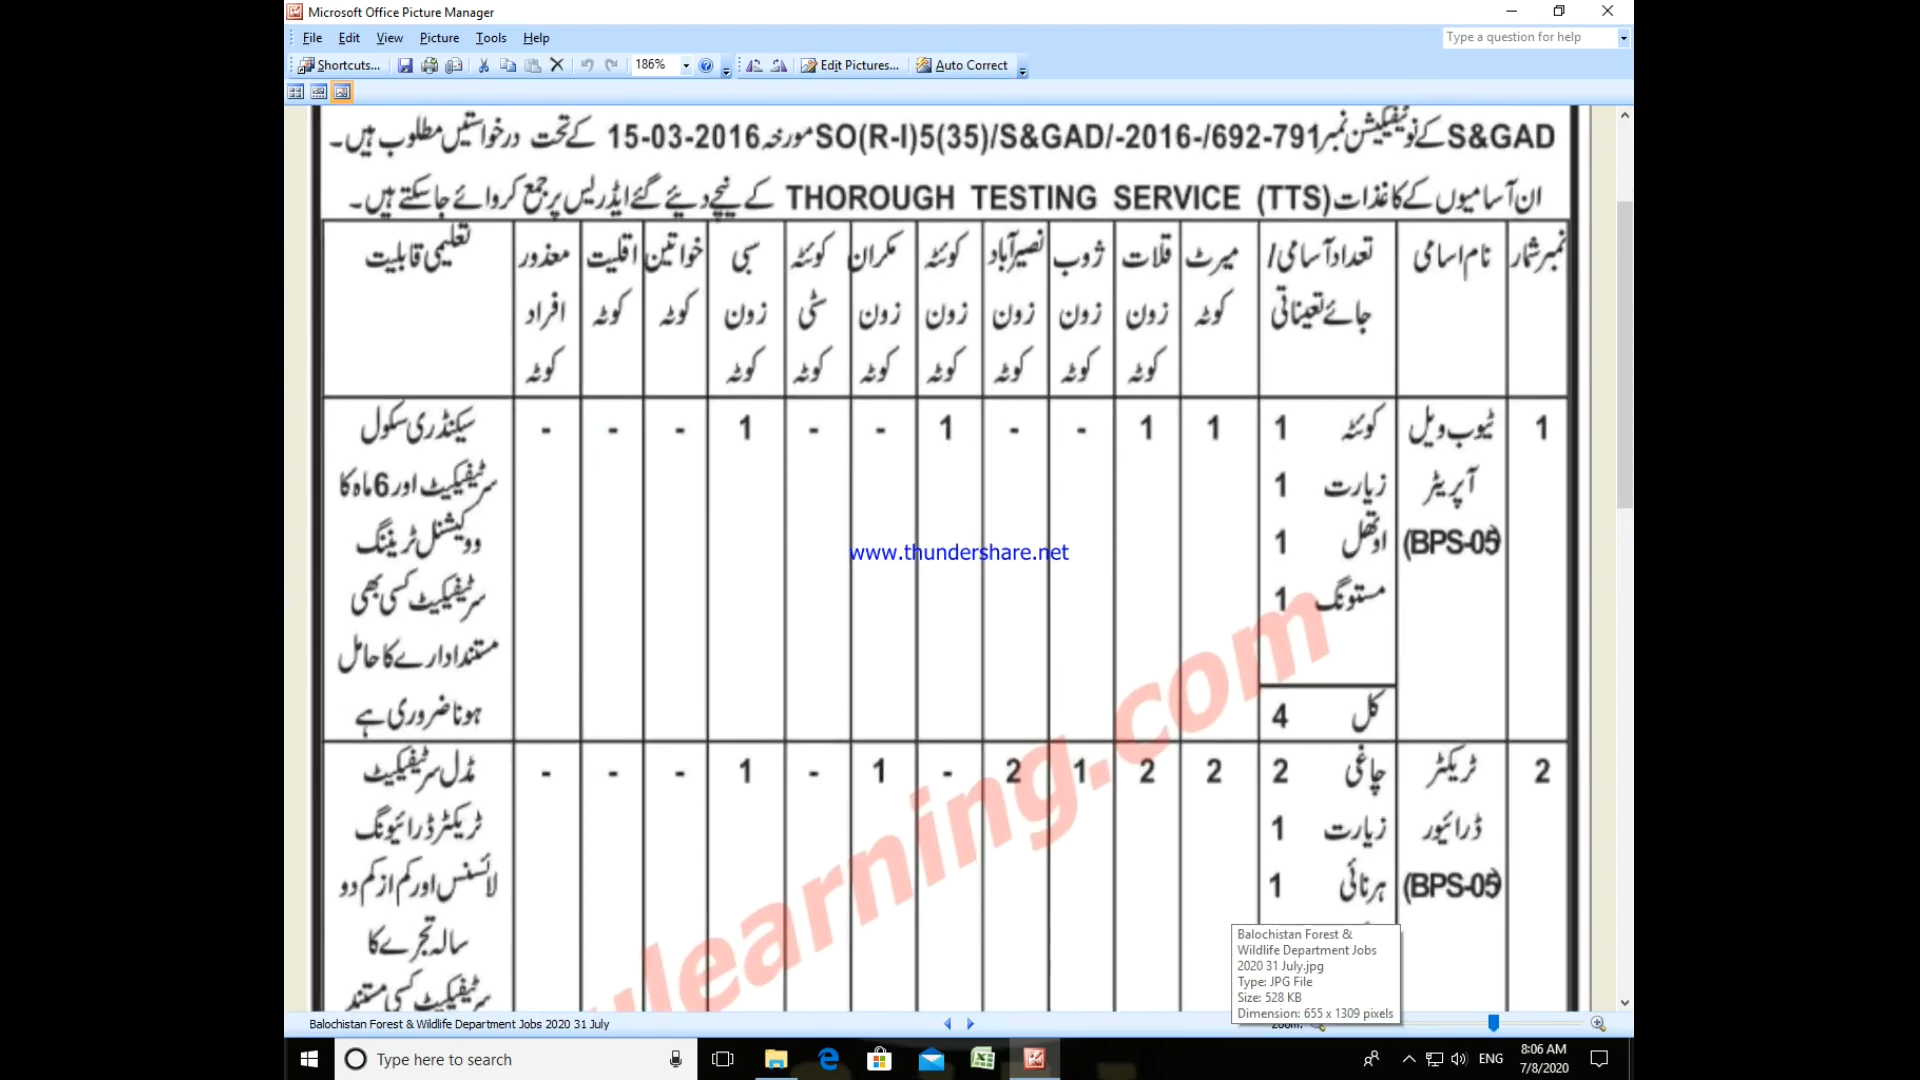 Microsoft Office Picture Manager
File Edit View Picture Tools Help
Type a question for help
Shortcuts... 186% Edit Pictures... Auto Correct
S&GAD کے نوٹیفکیشن نمبر SO(R-I)5(35)/S&GAD/-2016-/692-791 مورخہ 15-03-2016 کے تحت درخواستیں مطلوب ہیں۔
ان آسامیوں کے کاغذات THOROUGH TESTING SERVICE (TTS) کے نیچے دیئے گئے ایڈریس پر جمع کروائے جاسکتے ہیں۔
نمبر شمار نام اسامی تعداد آسامی/ میرٹ قلات ژوب نصیرآباد کوئٹہ مکران کوئٹہ سبی خواتین اقلیت معذور تعلیمی قابلیت
جائے تعیناتی کوٹہ زون زون زون زون زون سٹی زون کوٹہ کوٹہ افراد
کوٹہ کوٹہ کوٹہ کوٹہ کوٹہ کوٹہ کوٹہ کوٹہ
1 ٹیوب ویل کوئٹہ 1 1 1 - - 1 - - 1 - - - سیکنڈری سکول
آپریٹر زیارت 1 سرٹیفیکیٹ اور 6 ماہ کا
(BPS-05) اوتھل 1 ووکیشنل ٹریننگ
مستونگ 1 سرٹیفیکیٹ کسی بھی
مستند ادارے کا حامل
کل 4 ہونا ضروری ہے
2 ٹریکٹر چاغی 2 2 2 1 2 - 1 - 1 - - - مڈل سرٹیفیکیٹ
ڈرائیور زیارت 1 ٹریکٹر ڈرائیونگ
(BPS-05) ہرنائی 1 لائسنس اور کم از کم دو
سالہ تجربے کا
سرٹیفیکیٹ کسی مستند
www.thundershare.net
learning.com
Balochistan Forest &
Wildlife Department Jobs
2020 31 July.jpg
Type: JPG File
Size: 528 KB
Dimension: 655 x 1309 pixels
Balochistan Forest & Wildlife Department Jobs 2020 31 July
Zoom:
Type here to search
ENG
8:06 AM
7/8/2020